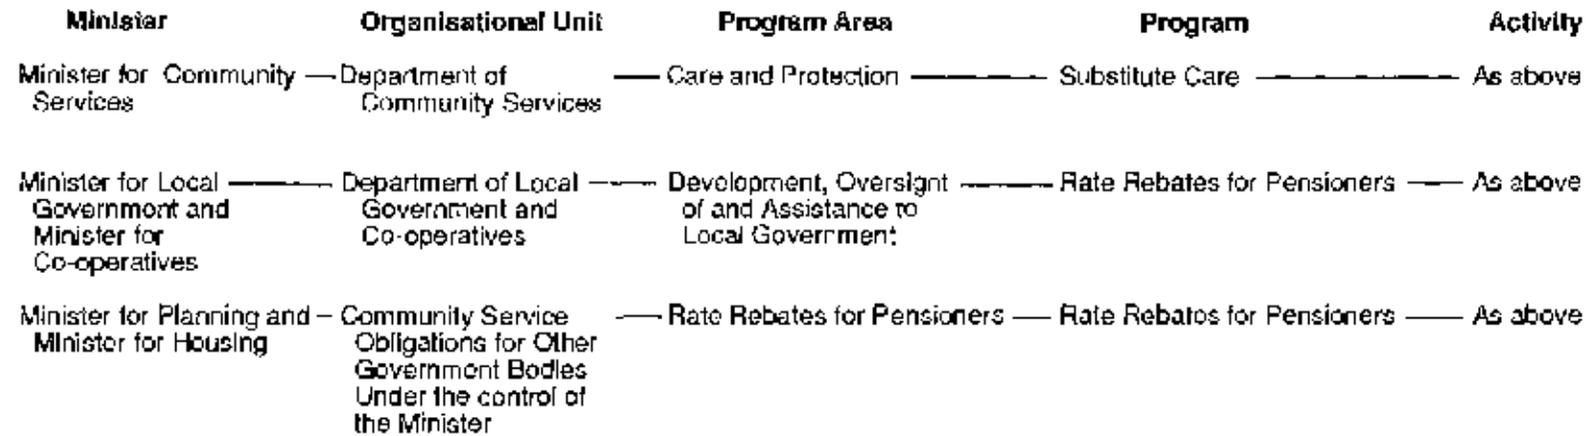 Minister Organisational Unit Program Area Program Activity
Minister for Community — Department of — Care and Protection — Substitute Care — As above
Services Community Services
Minister for Local — Department of Local — Development, Oversight — Rate Rebates for Pensioners — As above
Government and Government and of and Assistance to
Minister for Co-operatives Local Government
Co-operatives
Minister for Planning and – Community Service — Rate Rebates for Pensioners — Rate Rebates for Pensioners — As above
Minister for Housing Obligations for Other
Government Bodies
Under the control of
the Minister